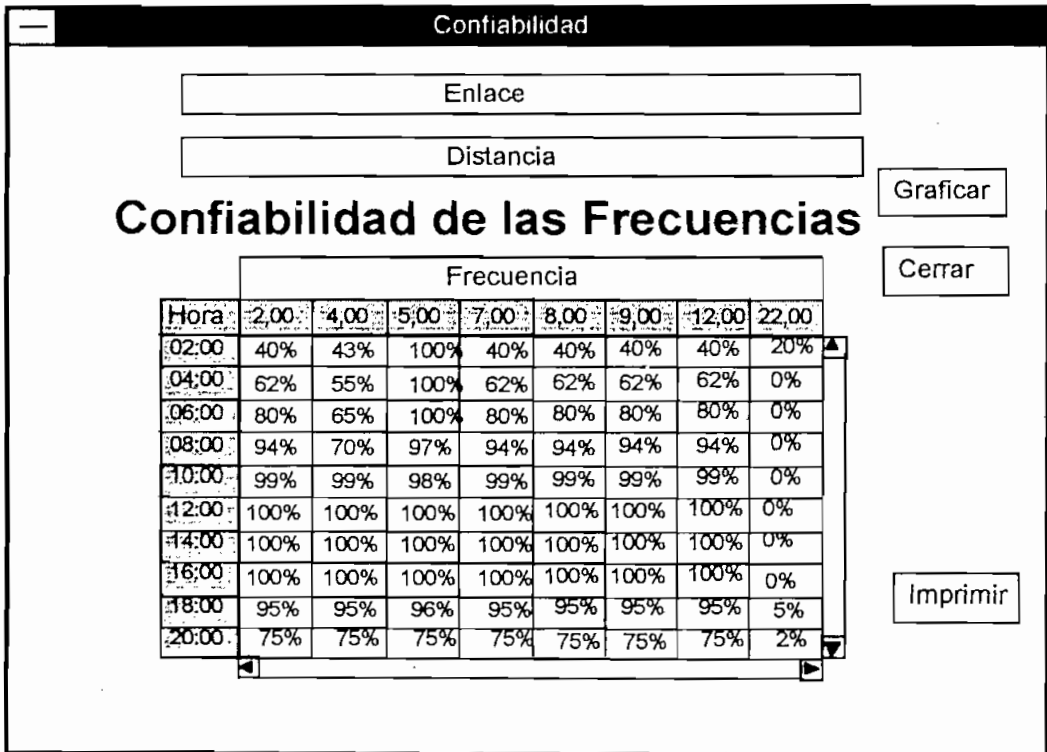 Confiabilidad
Enlace
Distancia
Graficar
Confiabilidad de las Frecuencias
Cerrar
Frecuencia
Hora 2,00 4,00 5,00 7,00 8,00 9,00 12,00 22,00
02:00 40% 43% 100% 40% 40% 40% 40% 20%
04:00 62% 55% 100% 62% 62% 62% 62% 0%
06:00 80% 65% 100% 80% 80% 80% 80% 0%
08:00 94% 70% 97% 94% 94% 94% 94% 0%
10:00 99% 99% 98% 99% 99% 99% 99% 0%
12:00 100% 100% 100% 100% 100% 100% 100% 0%
14:00 100% 100% 100% 100% 100% 100% 100% 0%
16:00 100% 100% 100% 100% 100% 100% 100% 0%
18:00 95% 95% 96% 95% 95% 95% 95% 5%
20:00 75% 75% 75% 75% 75% 75% 75% 2%
Imprimir